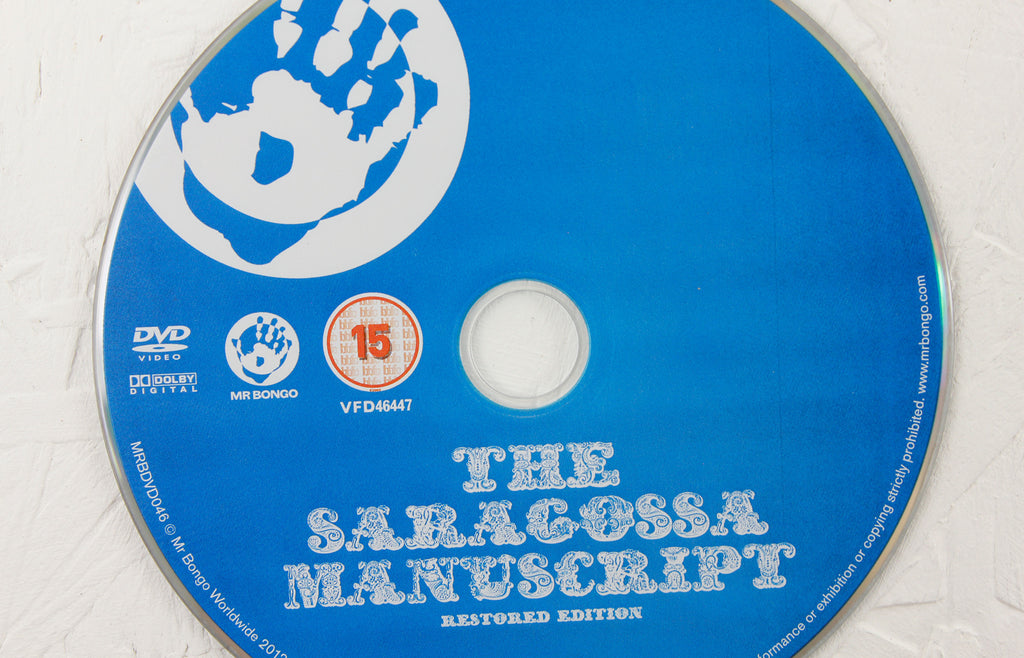 DVD
VIDEO
DOLBY
DIGITAL
MR BONGO
15
VFD46447
THE
SARAGOSSA
MANUSCRIPT
RESTORED EDITION
MRBDVD046 © Mr Bongo Worldwide
formance or exhibition or copying strictly prohibited. www.mrbongo.com